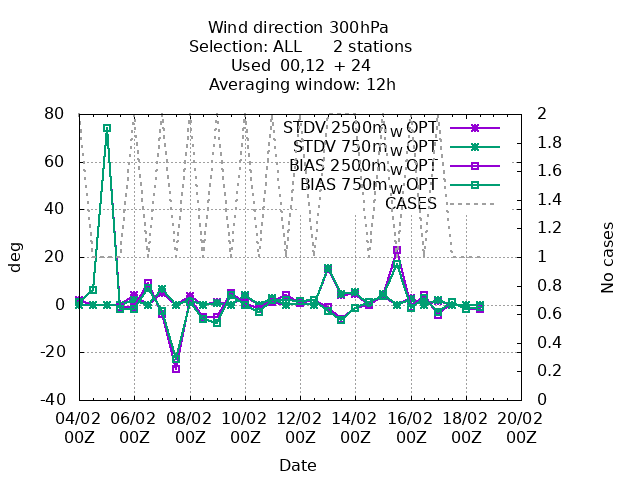 Wind direction 300hPa
Selection: ALL 2 stations
Used 00,12 + 24
Averaging window: 12h
80
60
40
20
0
-20
-40
deg
STDV 2500m_W OPT
STDV 750m_W OPT
BIAS 2500m_W OPT
BIAS 750m_W OPT
CASES
2
1.8
1.6
1.4
1.2
1
0.8
0.6
0.4
0.2
0
No cases
04/02 06/02 08/02 10/02 12/02 14/02 16/02 18/02 20/02
00Z 00Z 00Z 00Z 00Z 00Z 00Z 00Z 00Z
Date